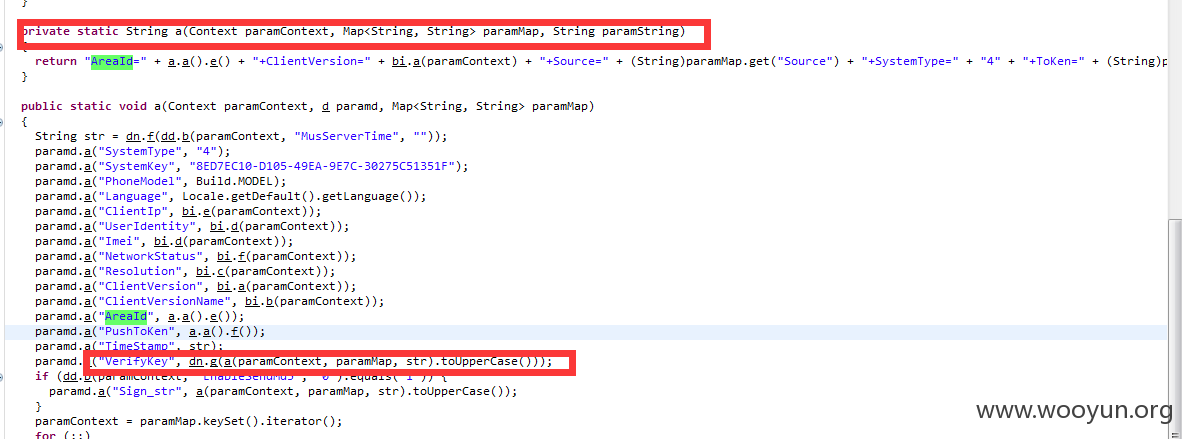 }
private static String a(Context paramContext, Map<String, String> paramMap, String paramString)
{
return "AreaId=" + a.a().e() + "+ClientVersion=" + bi.a(paramContext) + "+Source=" + (String)paramMap.get("Source") + "+SystemType=" + "4" + "+ToKen=" + (String)p
}
public static void a(Context paramContext, d paramd, Map<String, String> paramMap)
{
String str = dn.f(dd.b(paramContext, "MusServerTime", ""));
paramd.a("SystemType", "4");
paramd.a("SystemKey", "8ED7EC10-D105-49EA-9E7C-30275C51351F");
paramd.a("PhoneModel", Build.MODEL);
paramd.a("Language", Locale.getDefault().getLanguage());
paramd.a("ClientIp", bi.e(paramContext));
paramd.a("UserIdentity", bi.d(paramContext));
paramd.a("Imei", bi.d(paramContext));
paramd.a("NetworkStatus", bi.f(paramContext));
paramd.a("Resolution", bi.c(paramContext));
paramd.a("ClientVersion", bi.a(paramContext));
paramd.a("ClientVersionName", bi.b(paramContext));
paramd.a("AreaId", a.a().e());
paramd.a("PushToKen", a.a().f());
paramd.a("TimeStamp", str);
paramd.a("VerifyKey", dn.g(a(paramContext, paramMap, str).toUpperCase()));
if (dd.b(paramContext, "EnableSendMd5", "0").equals("1")) {
paramd.a("Sign_str", a(paramContext, paramMap, str).toUpperCase());
}
paramContext = paramMap.keySet().iterator();
for (;;)
www.wooyun.org